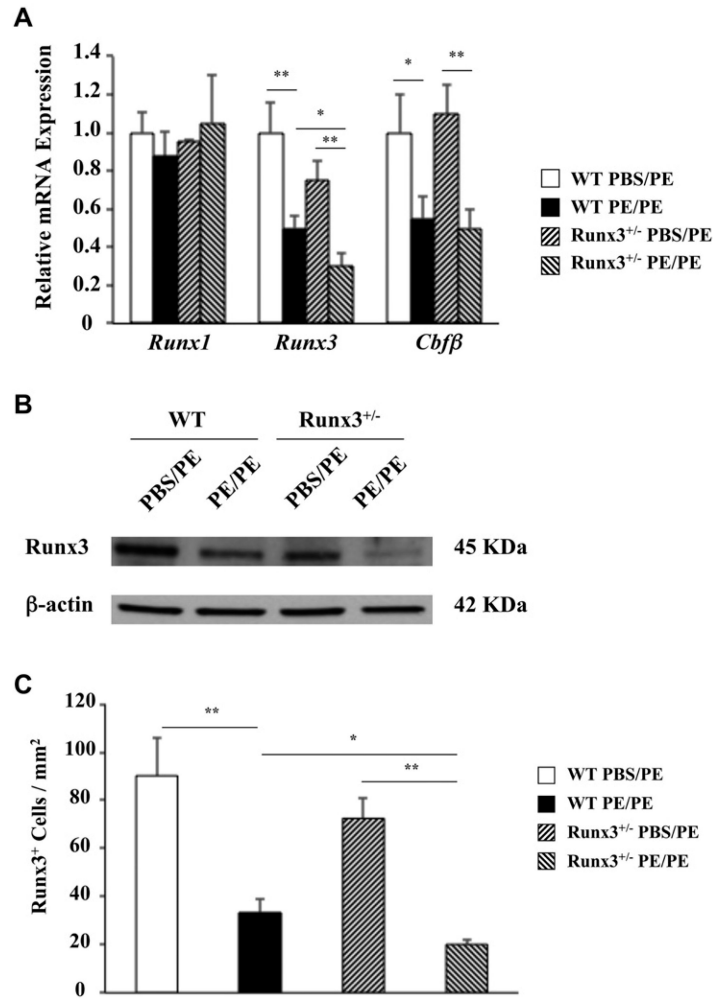 A
Relative mRNA Expression
1.4
1.2
1.0
0.8
0.6
0.4
0.2
0
**
*
**
*
**
Runx1
Runx3
Cbfβ
WT PBS/PE
WT PE/PE
Runx3+/- PBS/PE
Runx3+/- PE/PE
B
WT
Runx3+/-
PBS/PE
PE/PE
PBS/PE
PE/PE
Runx3
45 KDa
β-actin
42 KDa
C
Runx3+ Cells / mm2
120
100
80
60
40
20
0
**
*
**
WT PBS/PE
WT PE/PE
Runx3+/- PBS/PE
Runx3+/- PE/PE